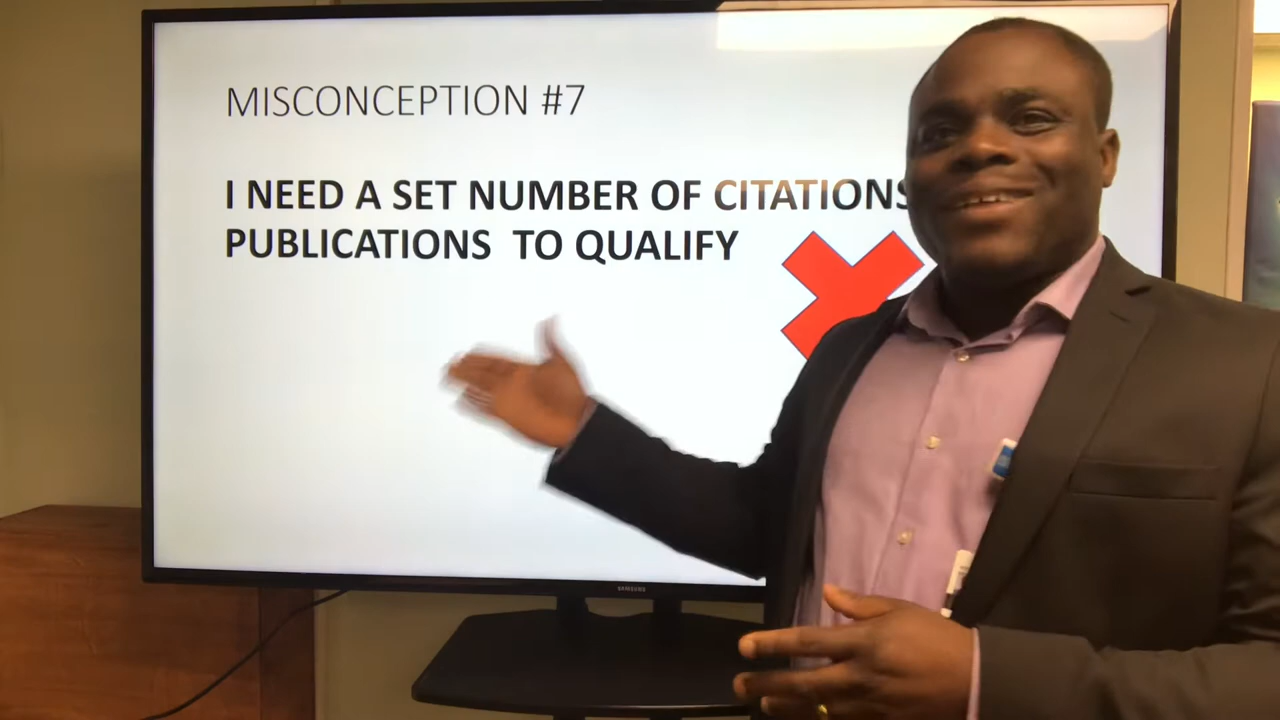 MISCONCEPTION #7
I NEED A SET NUMBER OF CITATIONS
PUBLICATIONS TO QUALIFY
SAMSUNG